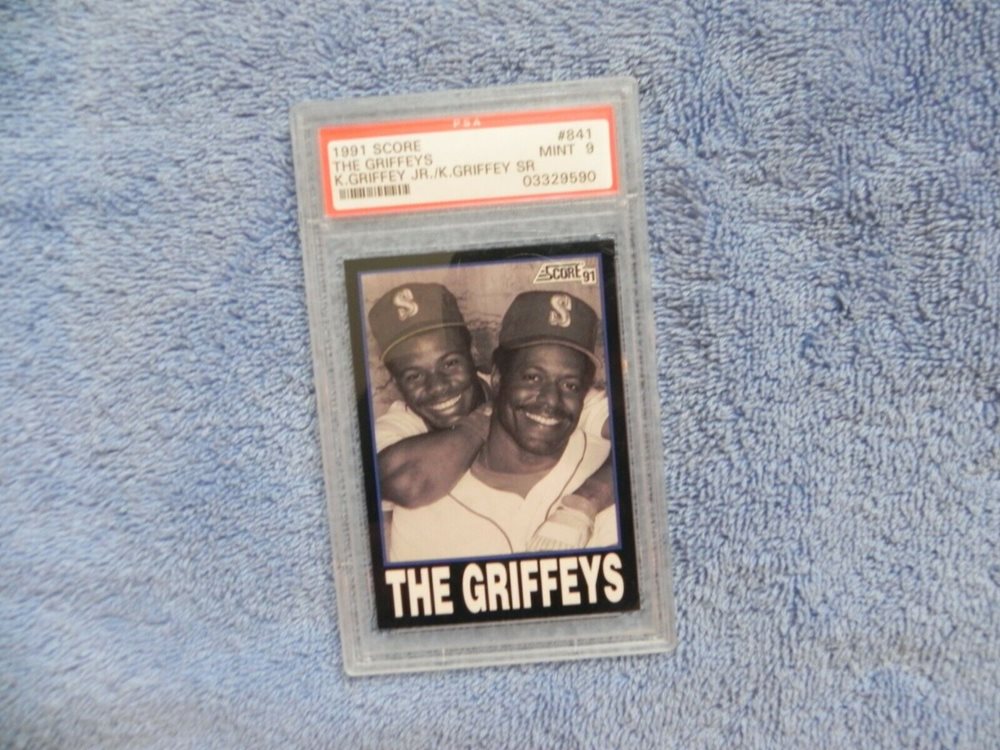 PSA
1991 SCORE #841
THE GRIFFEYS MINT 9
K.GRIFFEY JR./K.GRIFFEY SR
03329590
SCORE 91
S S
THE GRIFFEYS